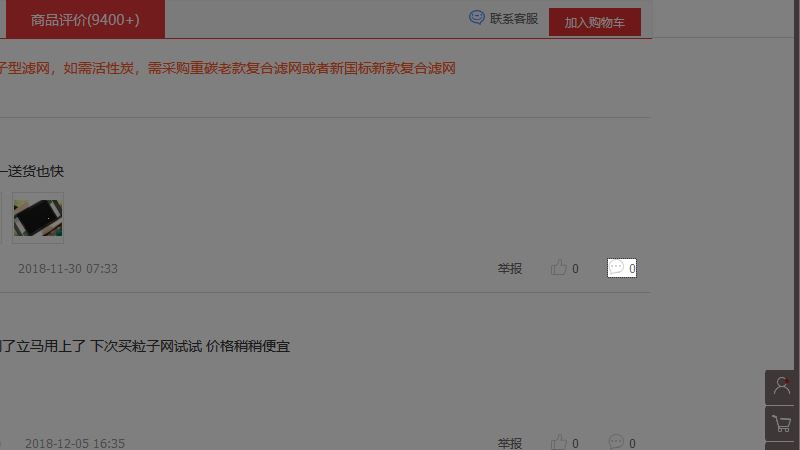 商品评价(9400+)
联系客服
加入购物车
子型滤网，如需活性炭，需采购重碳老款复合滤网或者新国标新款复合滤网
送货也快
2018-11-30 07:33
举报
0
0
了立马用上了 下次买粒子网试试 价格稍稍便宜
2018-12-05 16:35
举报
0
0